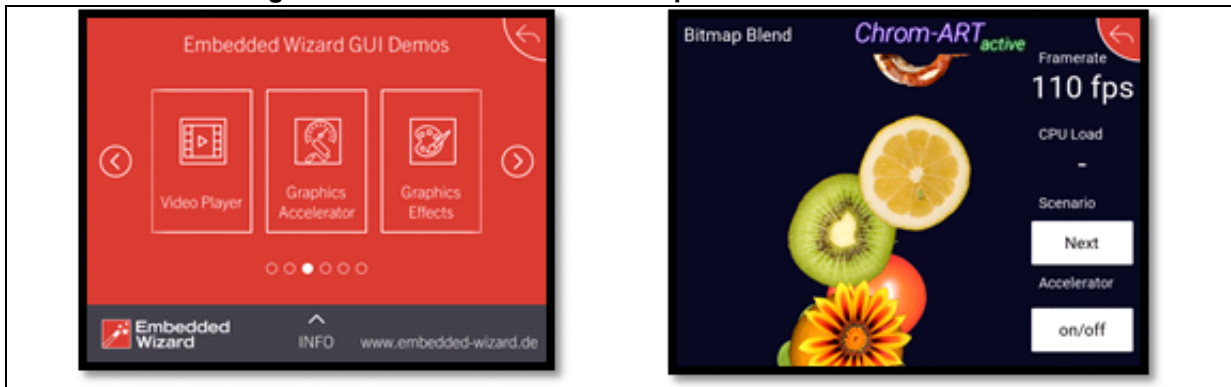 Embedded Wizard GUI Demos
Video Player
Graphics
Accelerator
Graphics
Effects
Embedded
Wizard
INFO
www.embedded-wizard.de
Bitmap Blend
Chrom-ART
active
Framerate
110 fps
CPU Load
-
Scenario
Next
Accelerator
on/off